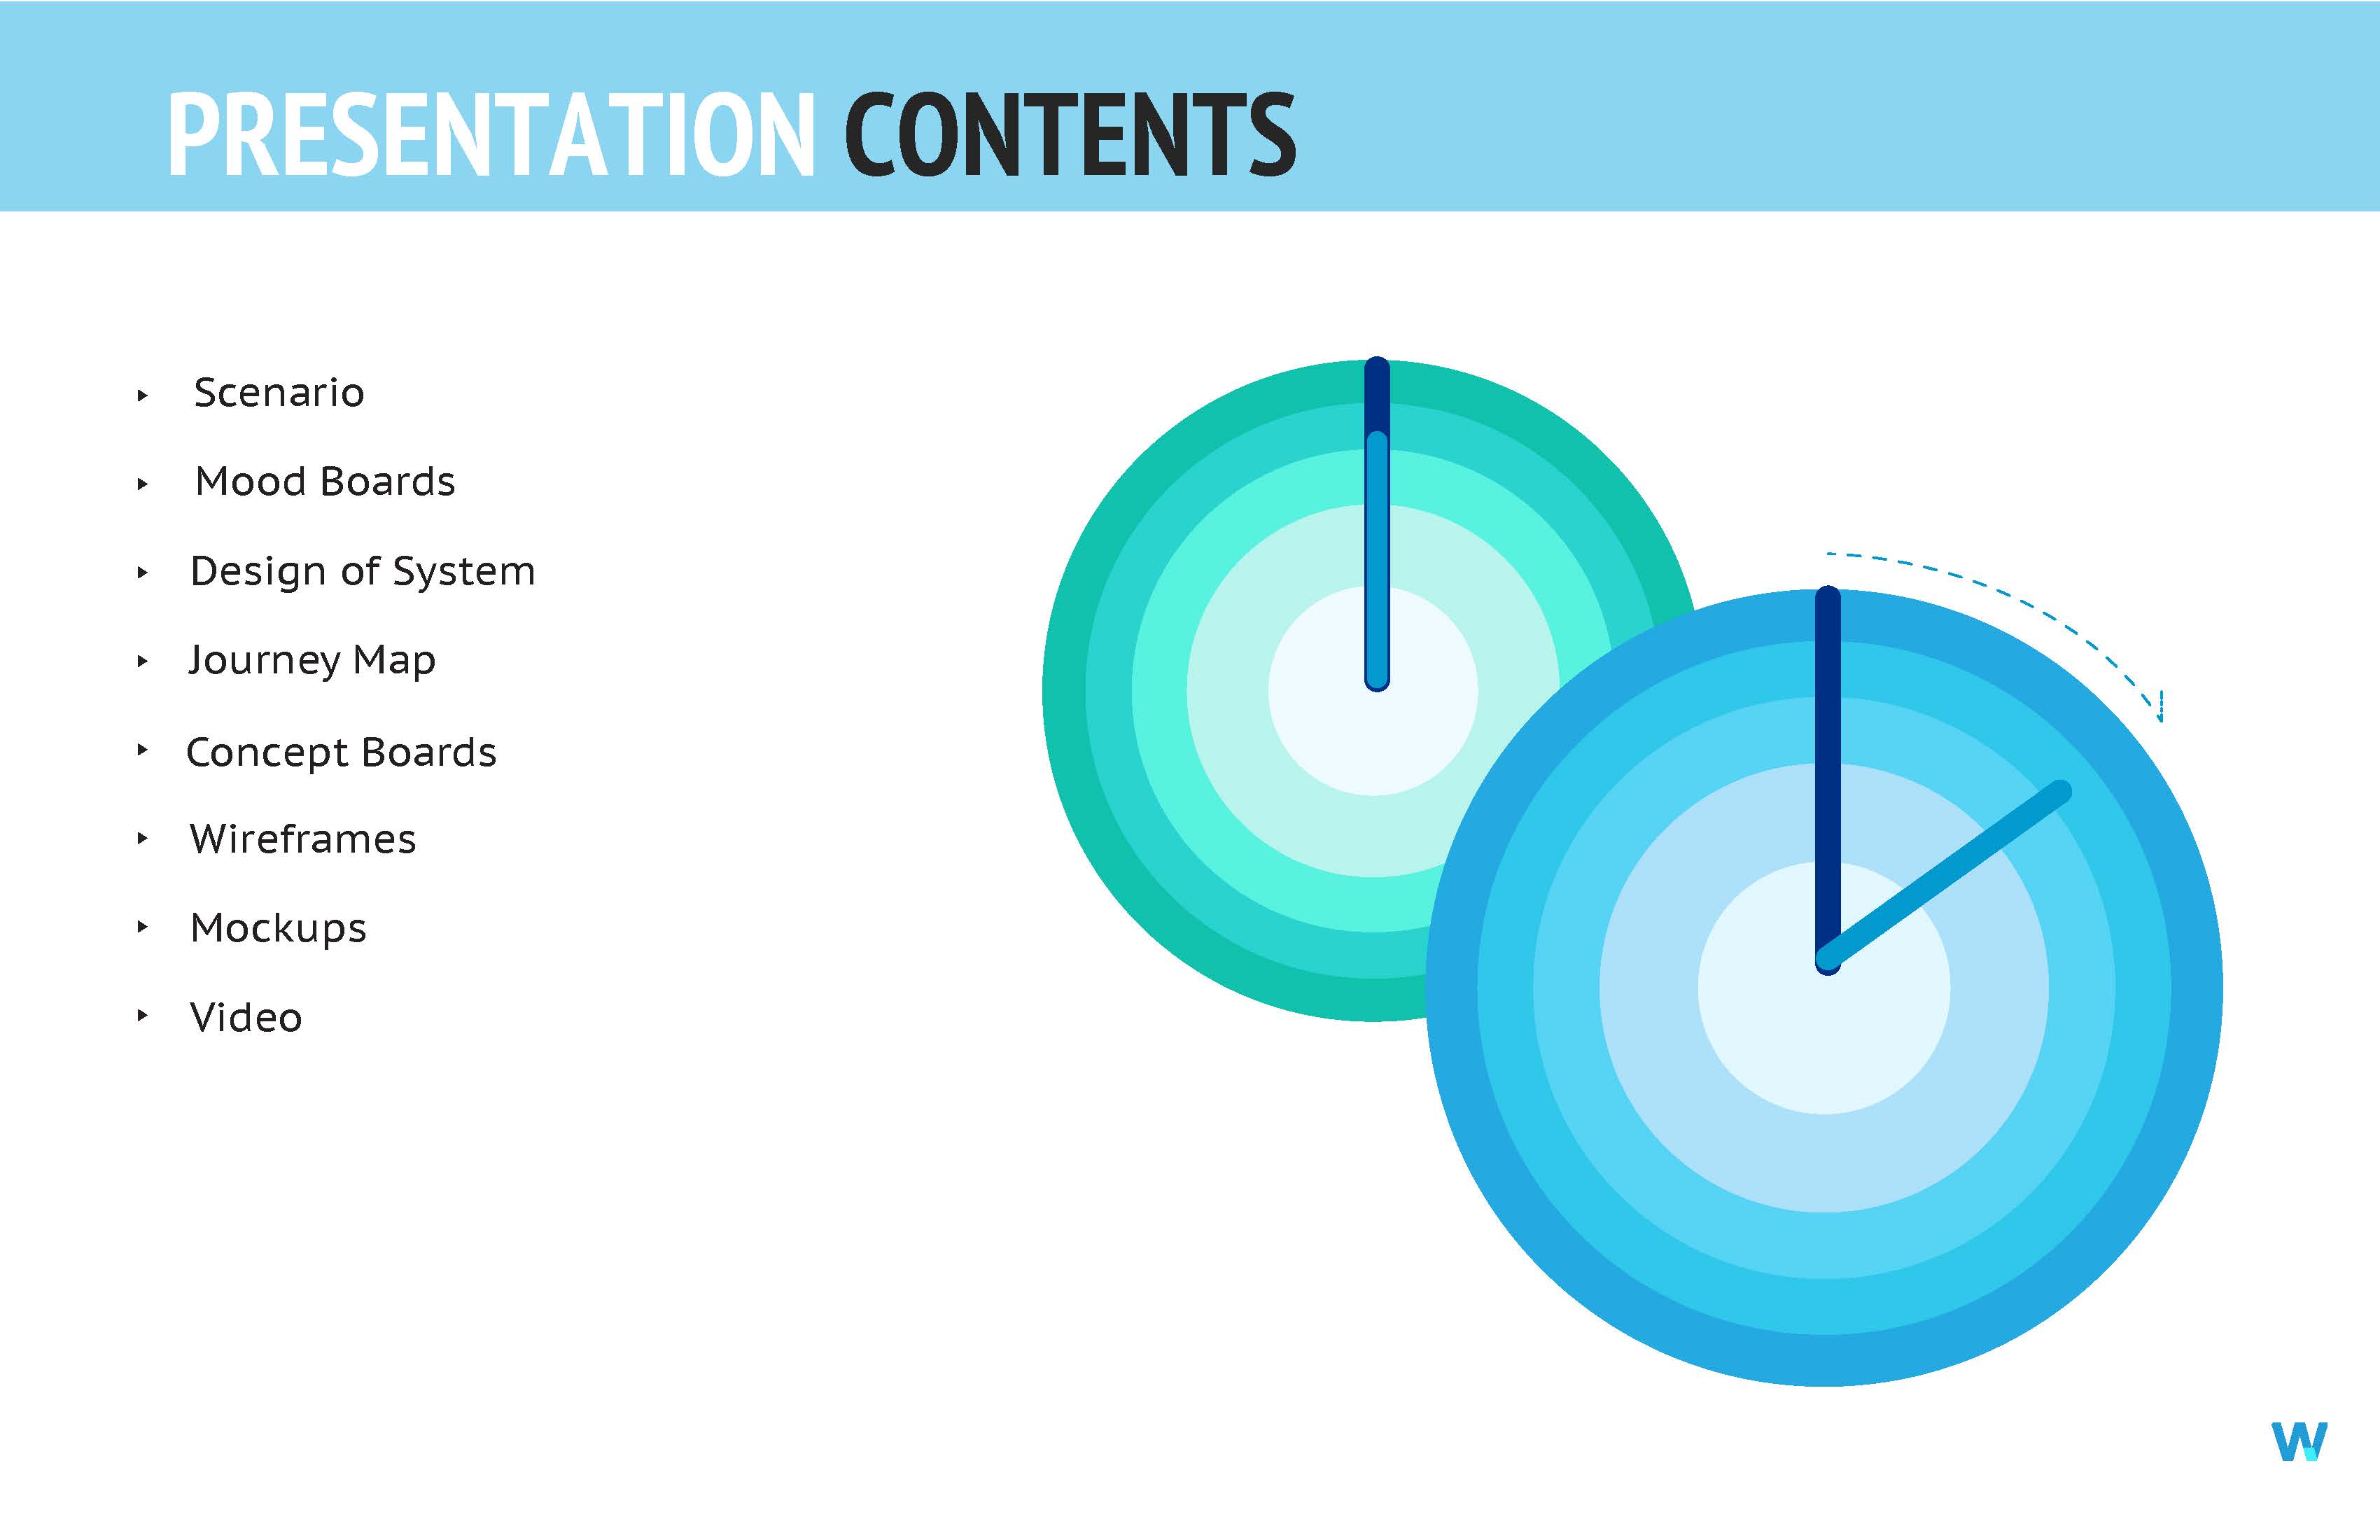 PRESENTATION CONTENTS
Scenario
Mood Boards
Design of System
Journey Map
Concept Boards
Wireframes
Mockups
Video
W